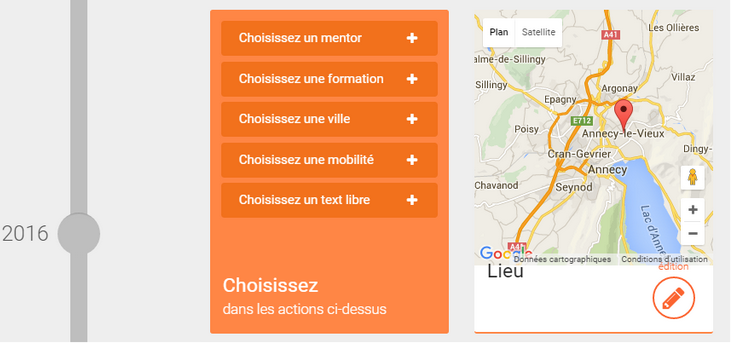 2016
Choisissez un mentor
Choisissez une formation
Choisissez une ville
Choisissez une mobilité
Choisissez un text libre
Choisissez
dans les actions ci-dessus
Plan Satellite
A41
Les Ollières
alme-de-Sillingy
Sillingy
Villaz
Argonay
Epagny
E712
Poisy
Annecy-le-Vieux
Dingy-
Cran-Gevrier
Annecy
Chavanod
Seynod
Lac d'Anne
A41
Google
Données cartographiques Conditions d'utilisation
Lieu
édition